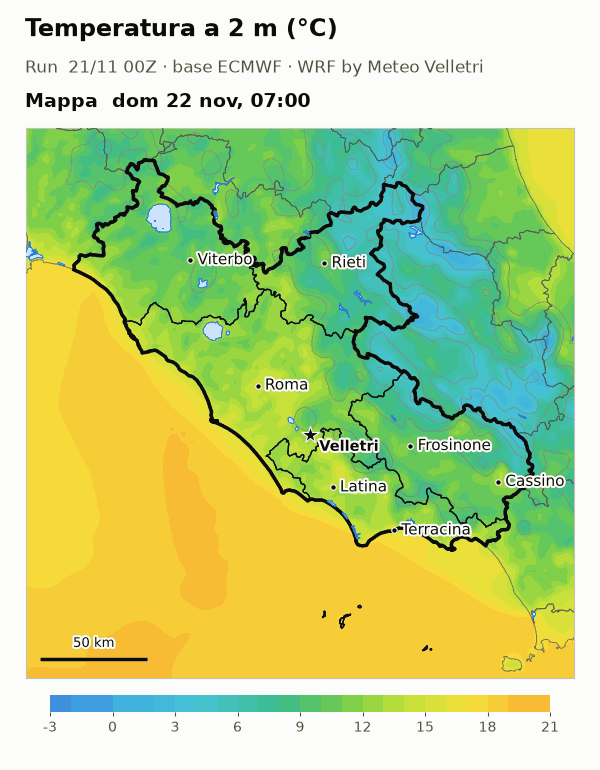 Temperatura a 2 m (°C)
Run  21/11 00Z · base ECMWF · WRF by Meteo Velletri
Mappa  dom 22 nov, 07:00
Viterbo
Rieti
Roma
Velletri
Frosinone
Latina
Cassino
Terracina
50 km
-3 0 3 6 9 12 15 18 21